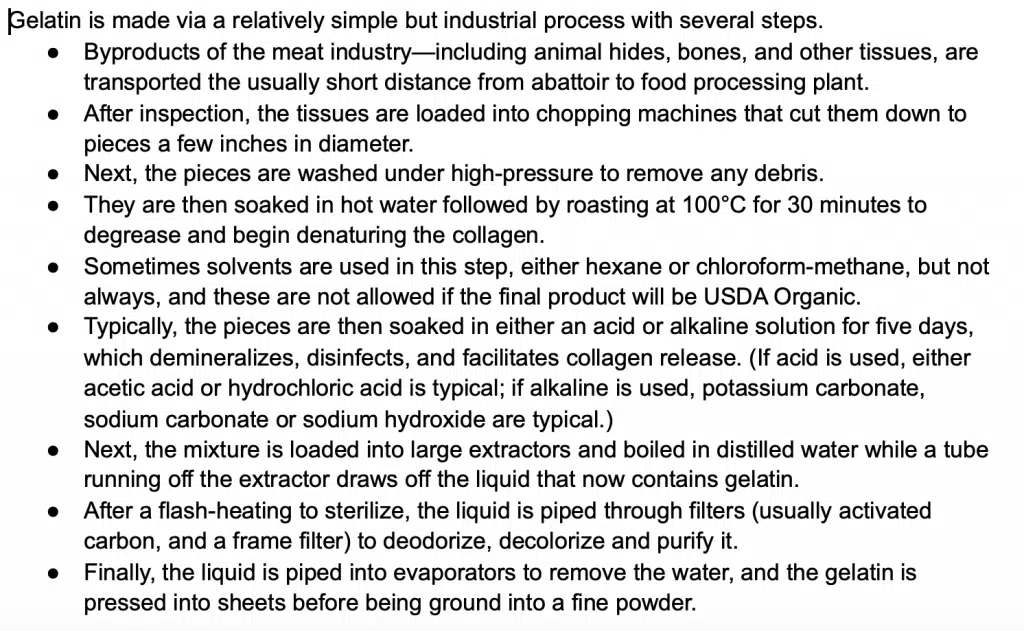 Gelatin is made via a relatively simple but industrial process with several steps.
● Byproducts of the meat industry—including animal hides, bones, and other tissues, are
transported the usually short distance from abattoir to food processing plant.
● After inspection, the tissues are loaded into chopping machines that cut them down to
pieces a few inches in diameter.
● Next, the pieces are washed under high-pressure to remove any debris.
● They are then soaked in hot water followed by roasting at 100°C for 30 minutes to
degrease and begin denaturing the collagen.
● Sometimes solvents are used in this step, either hexane or chloroform-methane, but not
always, and these are not allowed if the final product will be USDA Organic.
● Typically, the pieces are then soaked in either an acid or alkaline solution for five days,
which demineralizes, disinfects, and facilitates collagen release. (If acid is used, either
acetic acid or hydrochloric acid is typical; if alkaline is used, potassium carbonate,
sodium carbonate or sodium hydroxide are typical.)
● Next, the mixture is loaded into large extractors and boiled in distilled water while a tube
running off the extractor draws off the liquid that now contains gelatin.
● After a flash-heating to sterilize, the liquid is piped through filters (usually activated
carbon, and a frame filter) to deodorize, decolorize and purify it.
● Finally, the liquid is piped into evaporators to remove the water, and the gelatin is
pressed into sheets before being ground into a fine powder.